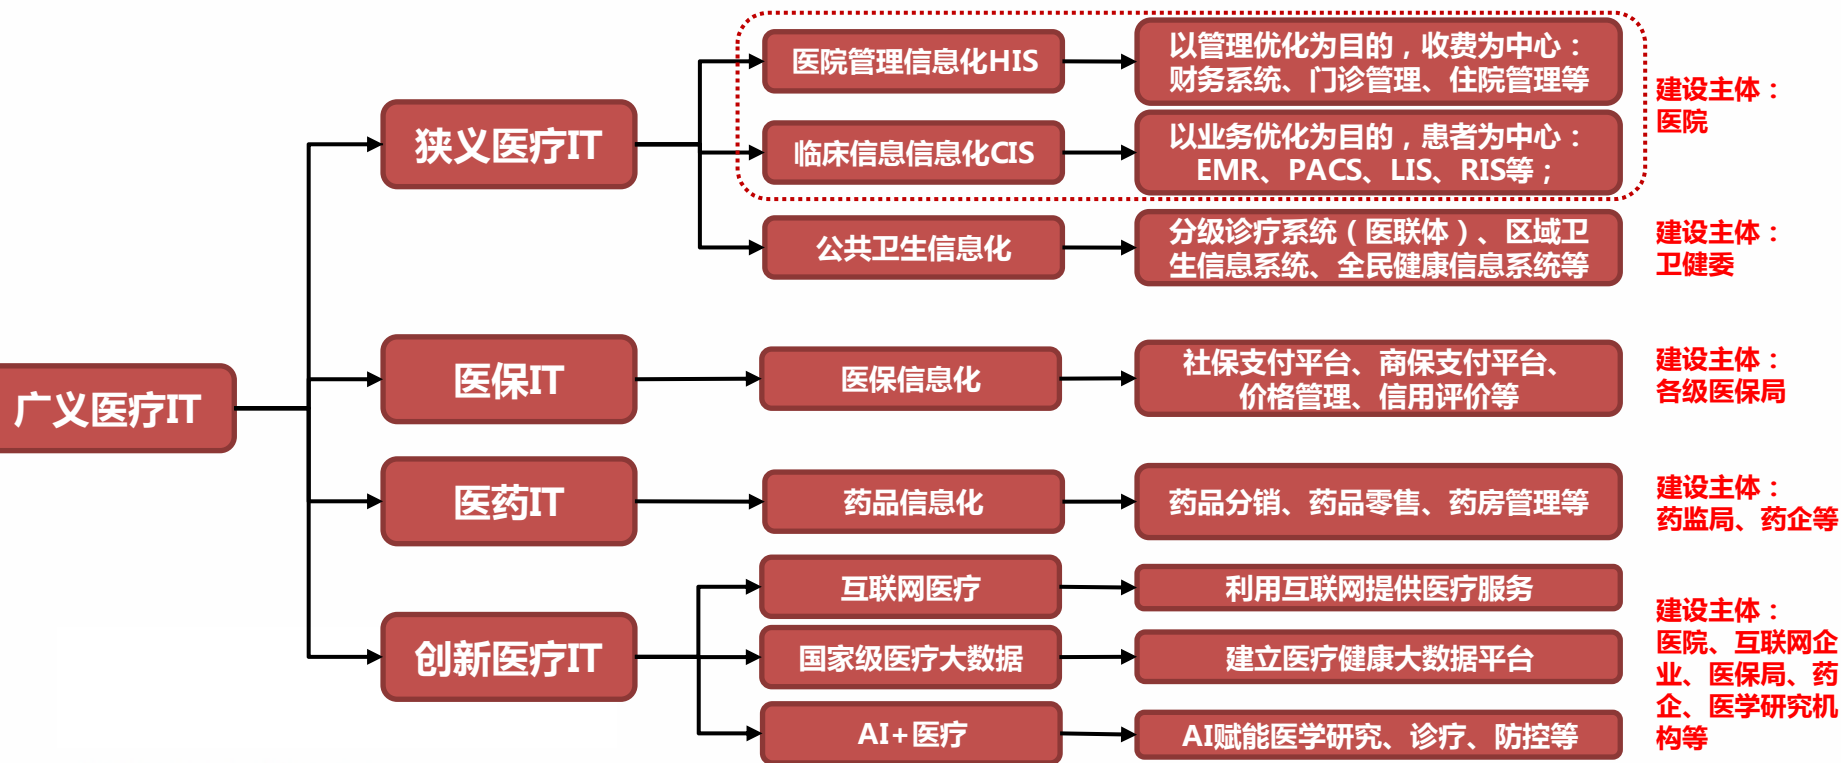 广义医疗IT
狭义医疗IT
医院管理信息化HIS
以管理优化为目的，收费为中心：
财务系统、门诊管理、住院管理等
临床信息信息化CIS
以业务优化为目的，患者为中心：
EMR、PACS、LIS、RIS等；
建设主体：
医院
公共卫生信息化
分级诊疗系统（医联体）、区域卫
生信息系统、全民健康信息系统等
建设主体：
卫健委
医保IT
医保信息化
社保支付平台、商保支付平台、
价格管理、信用评价等
建设主体：
各级医保局
医药IT
药品信息化
药品分销、药品零售、药房管理等
建设主体：
药监局、药企等
创新医疗IT
互联网医疗
利用互联网提供医疗服务
国家级医疗大数据
建立医疗健康大数据平台
AI+医疗
AI赋能医学研究、诊疗、防控等
建设主体：
医院、互联网企
业、医保局、药
企、医学研究机
构等